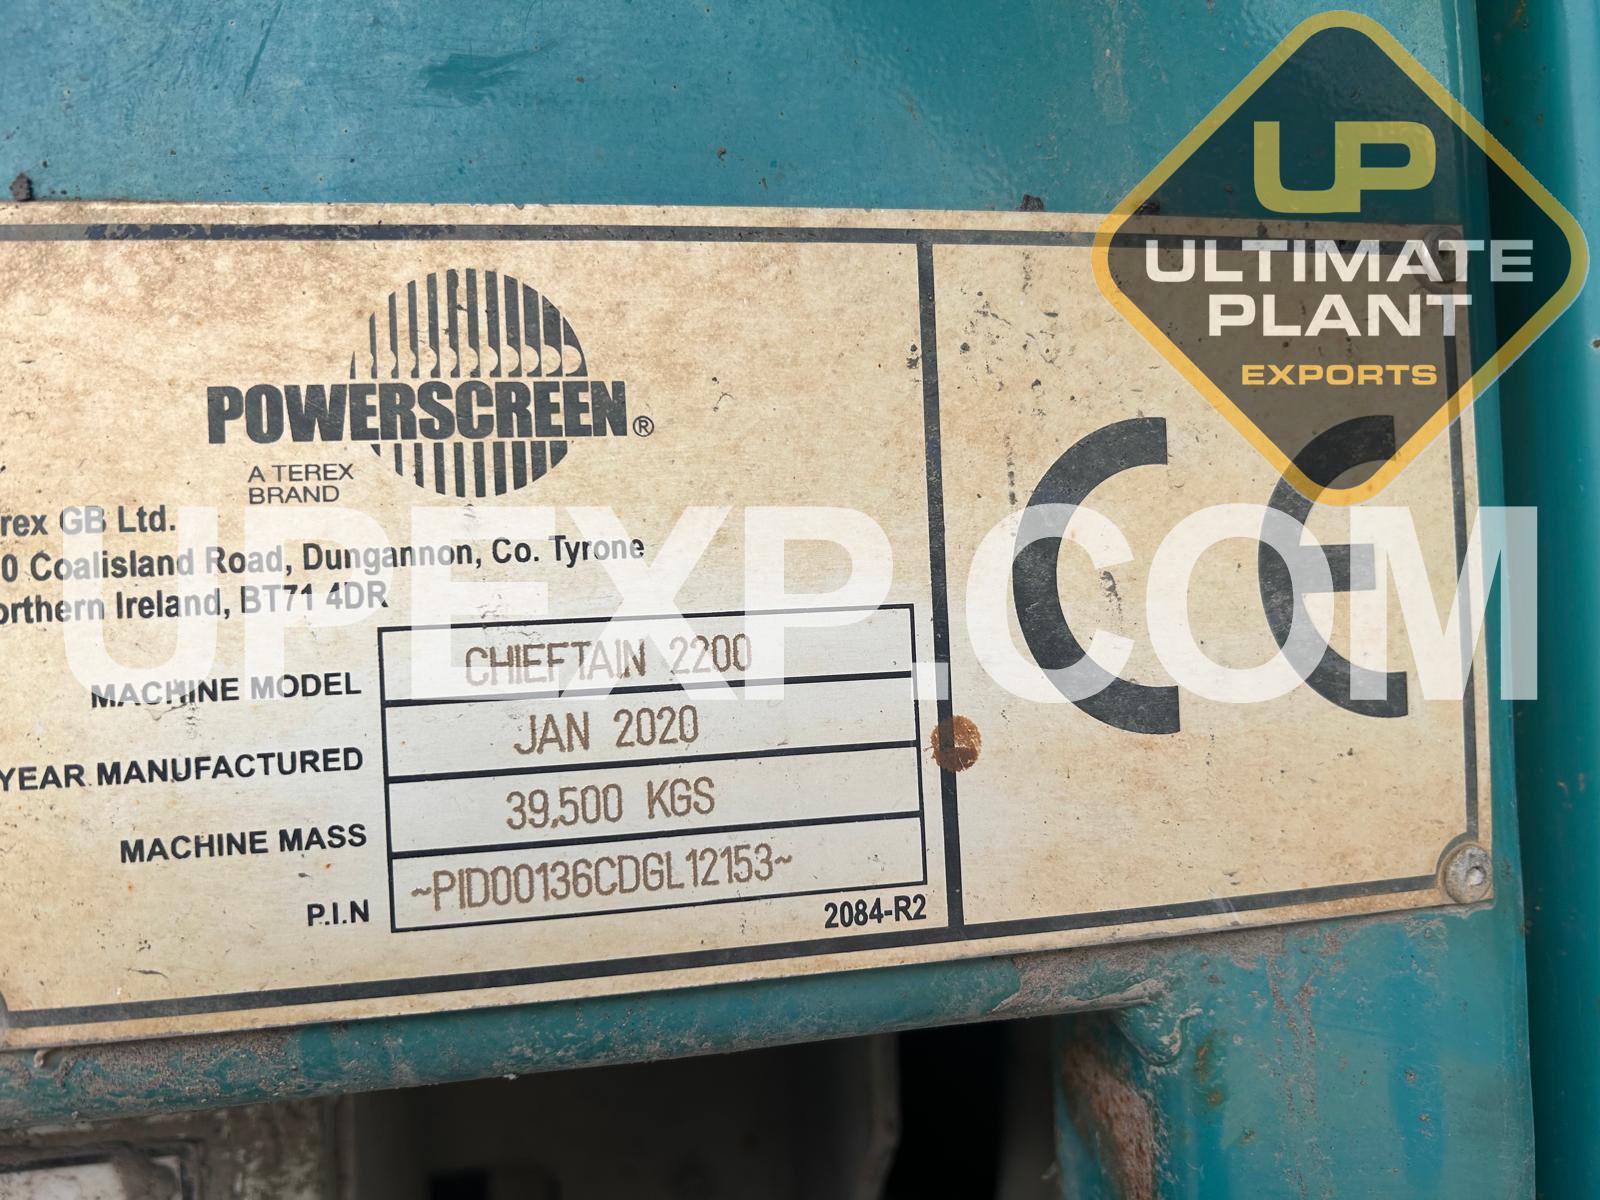 UP
ULTIMATE
PLANT
EXPORTS
POWERSCREEN®
A TEREX
BRAND
rex GB Ltd.
0 Coalisland Road, Dungannon, Co. Tyrone
orthern Ireland, BT71 4DR
UPEXP.COM
CE
MACHINE MODEL CHIEFTAIN 2200
YEAR MANUFACTURED JAN 2020
MACHINE MASS 39,500 KGS
P.I.N ~PID00136CDGL12153~
2084-R2